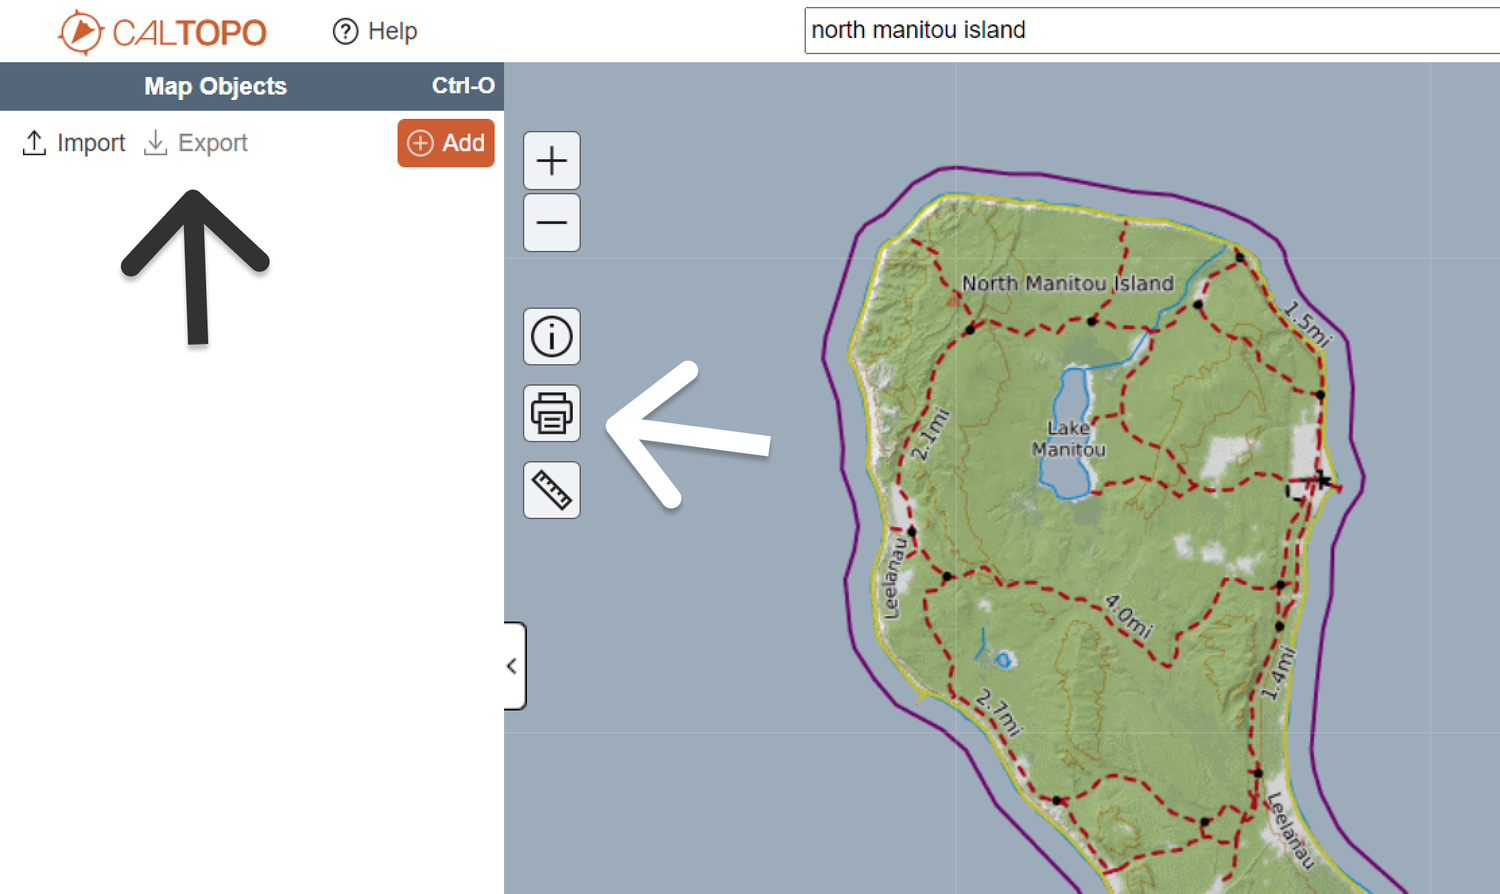 CALTOPO
Help
north manitou island
Map Objects
Ctrl-O
Import
Export
Add
North Manitou Island
1.5mi
2.1mi
Lake
Manitou
Leelanau
4.0mi
1.4mi
2.7mi
Leelanau